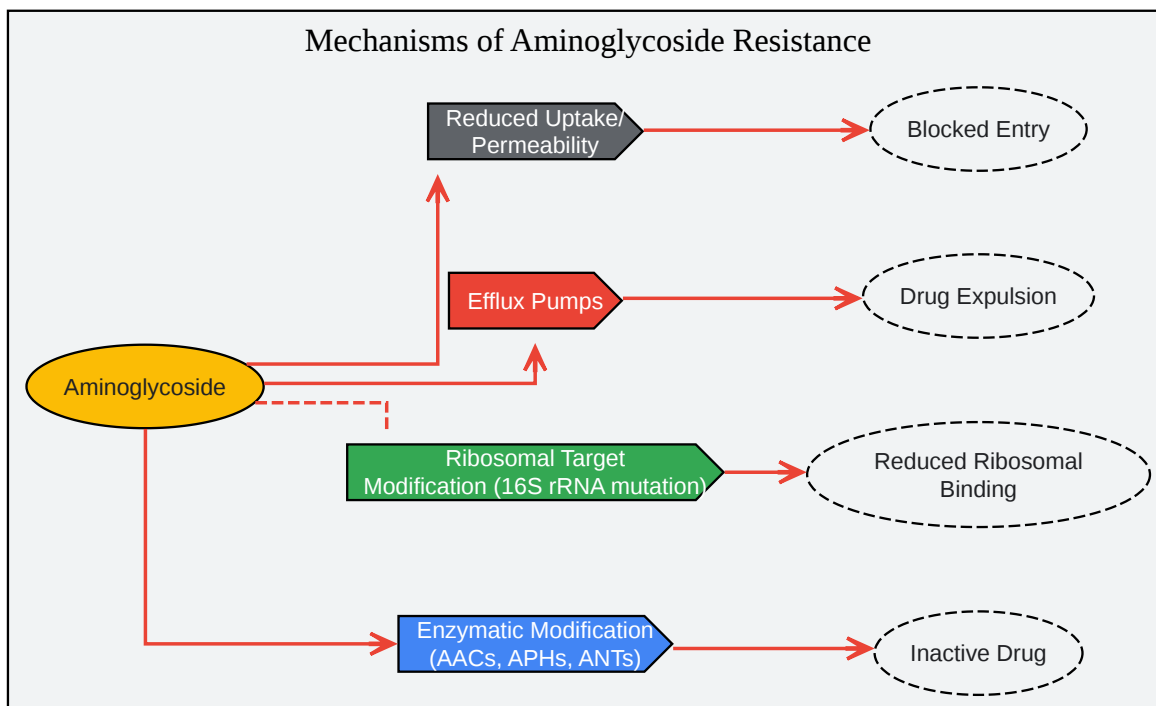 Mechanisms of Aminoglycoside Resistance
Reduced Uptake/
Permeability
Blocked Entry
Efflux Pumps
Drug Expulsion
Aminoglycoside
Ribosomal Target
Modification (16S rRNA mutation)
Reduced Ribosomal
Binding
Enzymatic Modification
(AACs, APHs, ANTs)
Inactive Drug